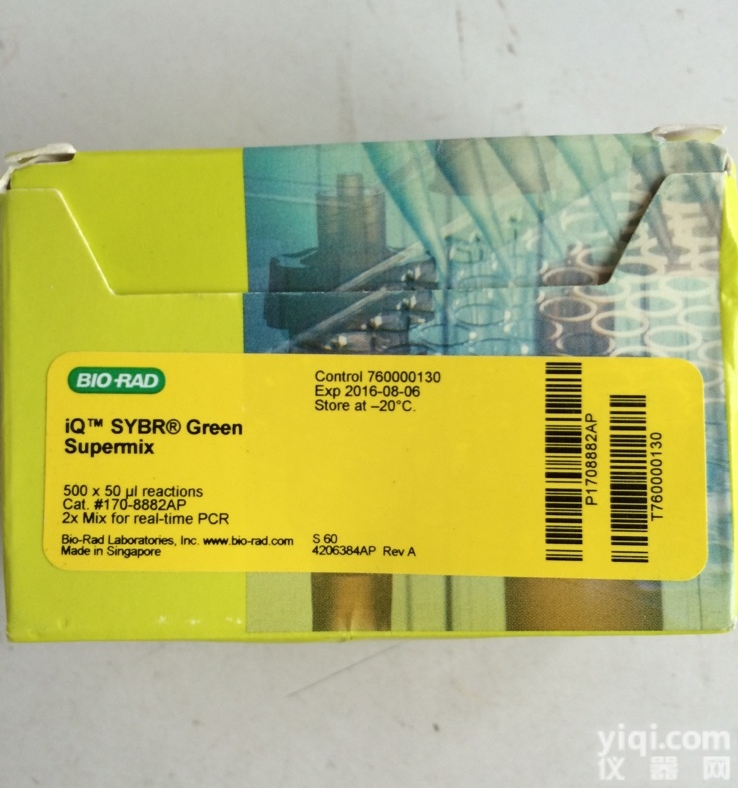 BIO-RAD
iQ™ SYBR® Green
Supermix
500 x 50 µl reactions
Cat. #170-8882AP
2x Mix for real-time PCR
Bio-Rad Laboratories, Inc. www.bio-rad.com
Made in Singapore
Control 760000130
Exp 2016-08-06
Store at –20°C.
S 60
4206384AP Rev A
P1708882AP
T760000130
yiqi.com
仪器网